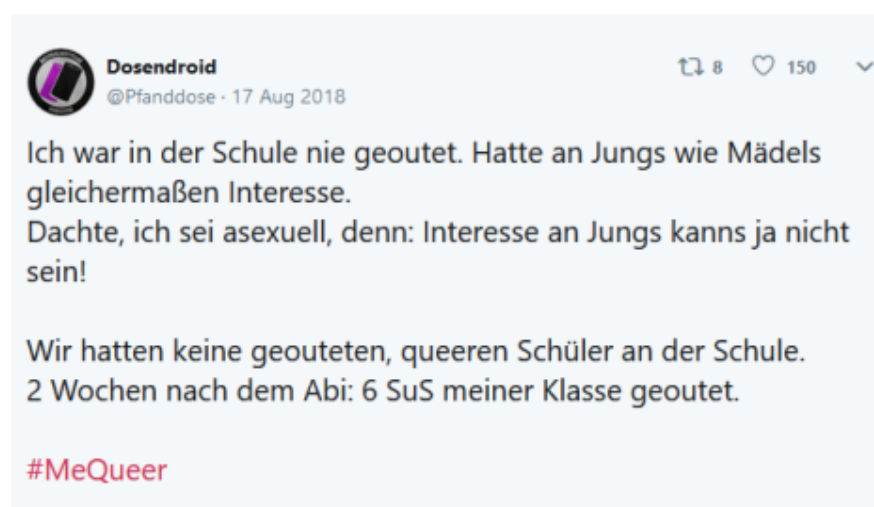 Dosendroid
@Pfanddose · 17 Aug 2018
8
150
Ich war in der Schule nie geoutet. Hatte an Jungs wie Mädels
gleichermaßen Interesse.
Dachte, ich sei asexuell, denn: Interesse an Jungs kanns ja nicht
sein!
Wir hatten keine geouteten, queeren Schüler an der Schule.
2 Wochen nach dem Abi: 6 SuS meiner Klasse geoutet.
#MeQueer